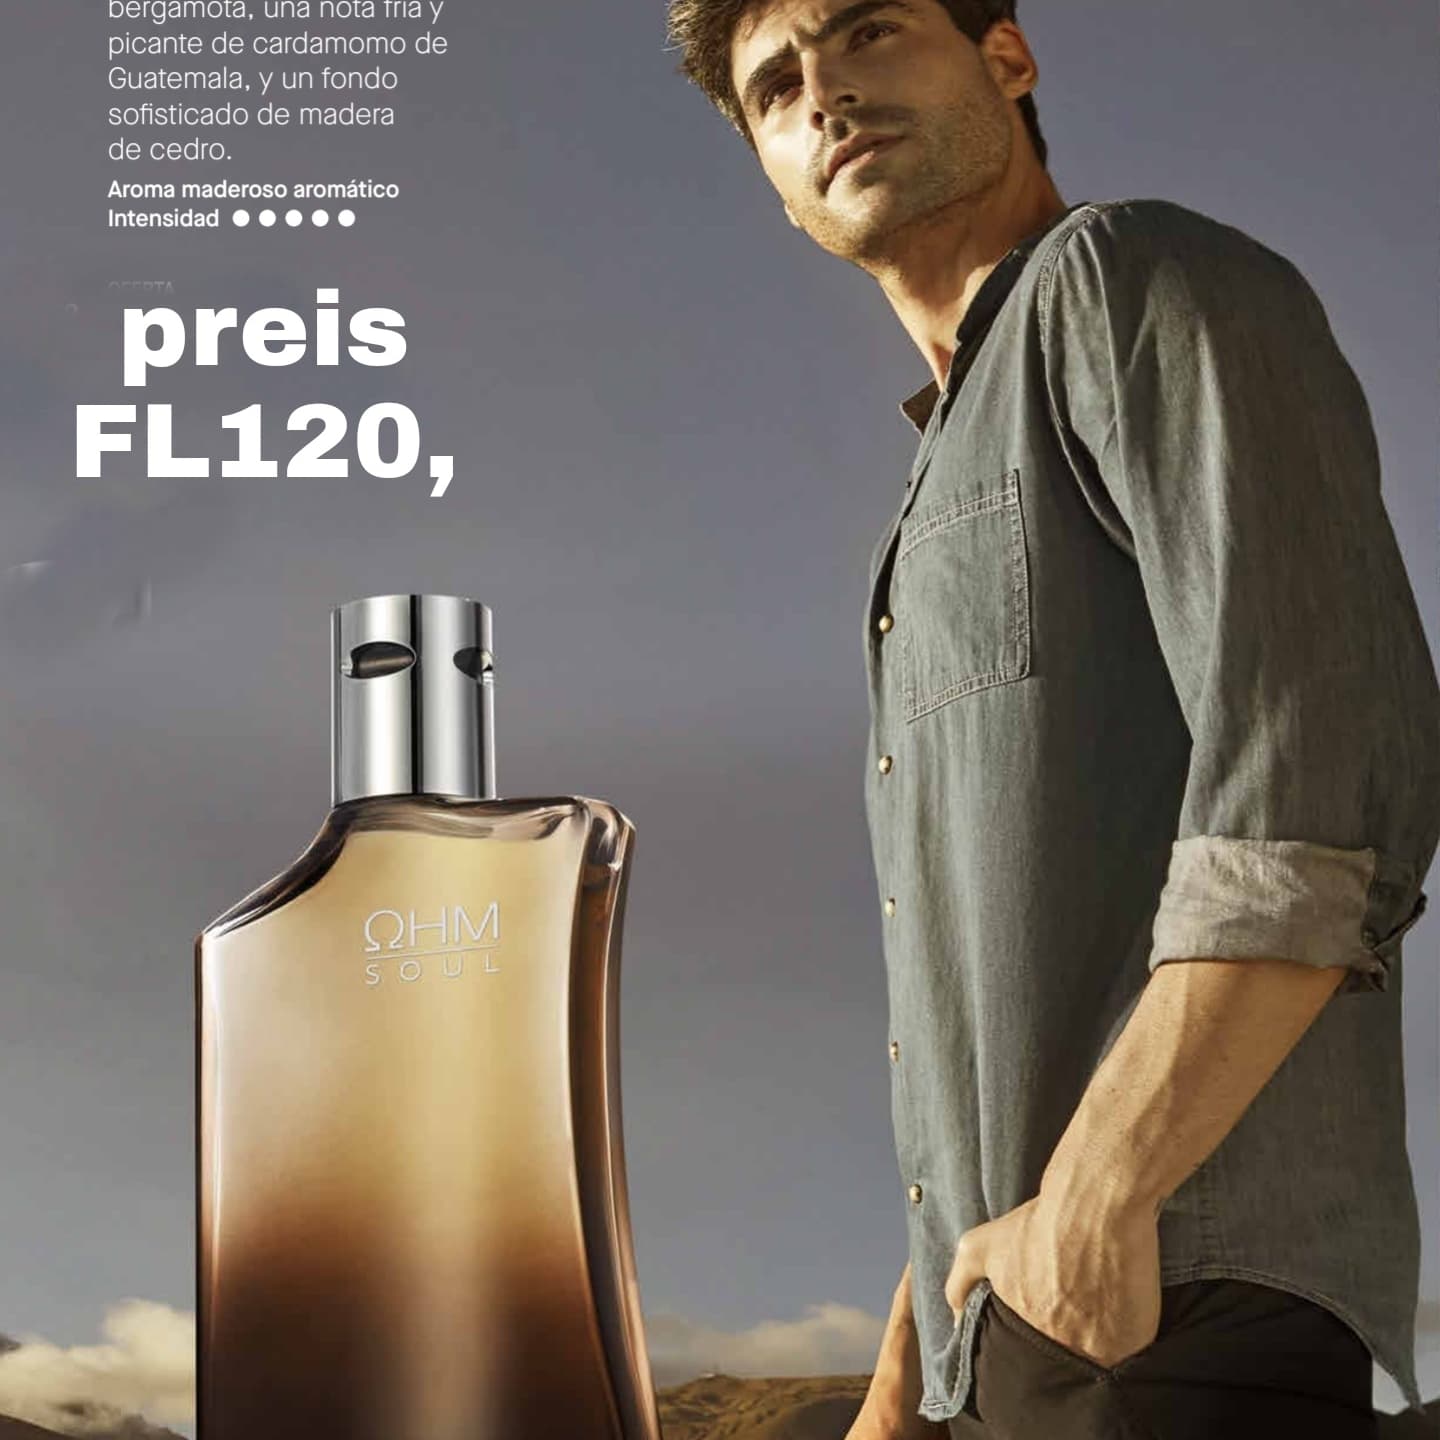 bergamota, una nota fría y
picante de cardamomo de
Guatemala, y un fondo
sofisticado de madera
de cedro.
Aroma maderoso aromático
Intensidad ●●●●●
OFERTA
preis
FL120,
ΩHM
SOUL